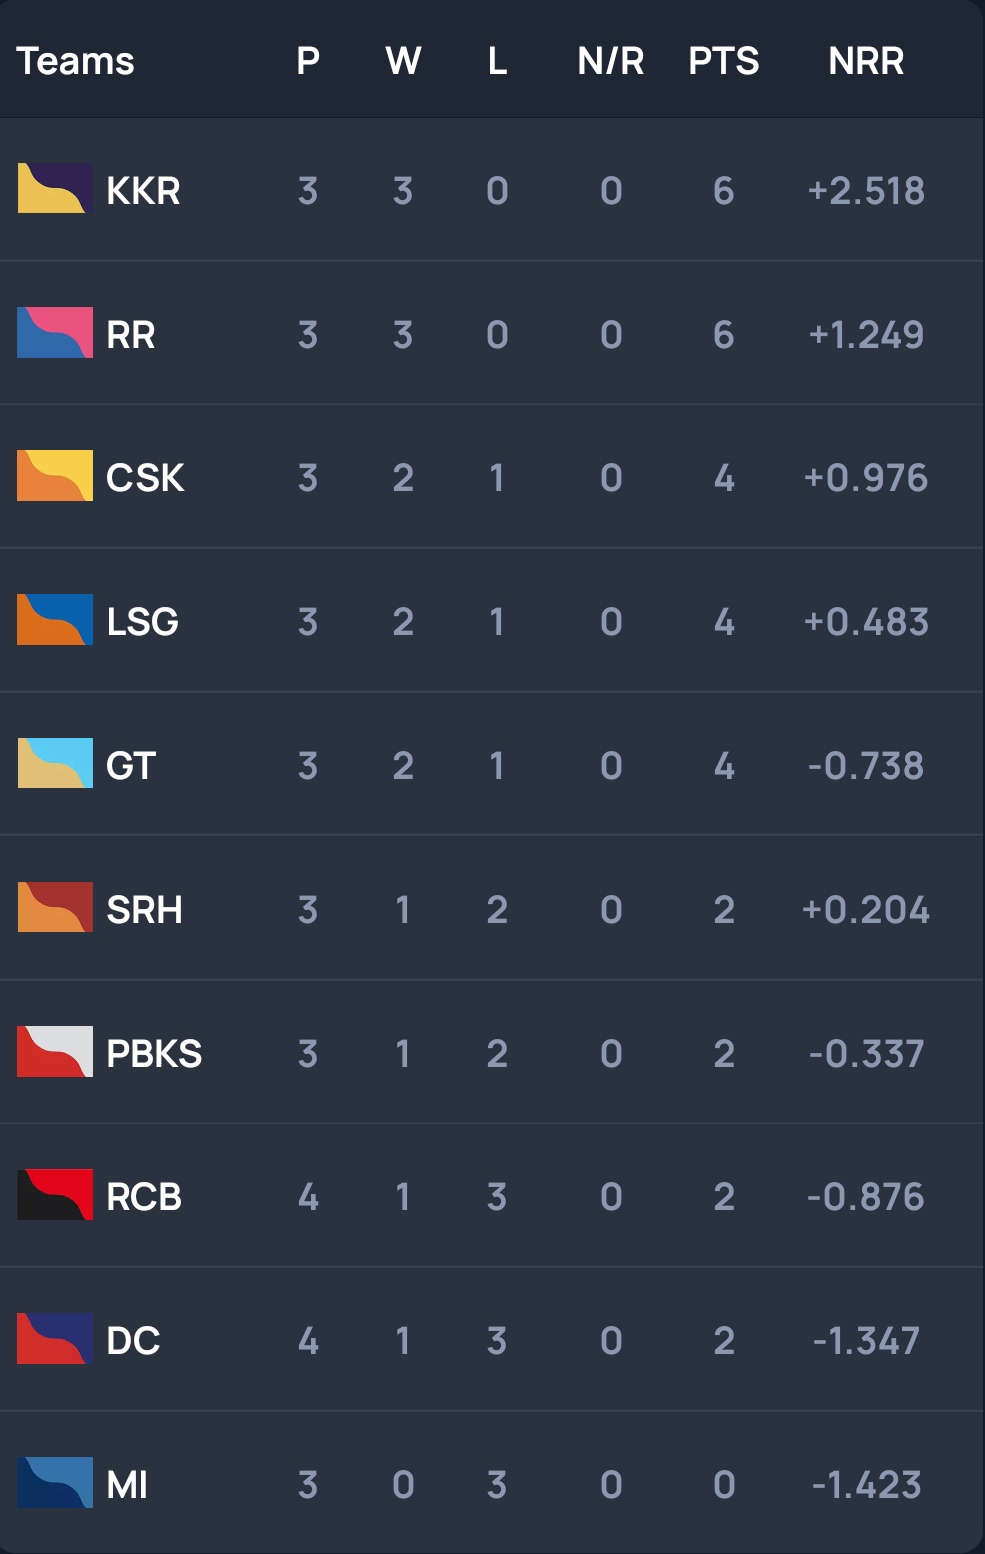 Teams P W L N/R PTS NRR
KKR 3 3 0 0 6 +2.518
RR 3 3 0 0 6 +1.249
CSK 3 2 1 0 4 +0.976
LSG 3 2 1 0 4 +0.483
GT 3 2 1 0 4 -0.738
SRH 3 1 2 0 2 +0.204
PBKS 3 1 2 0 2 -0.337
RCB 4 1 3 0 2 -0.876
DC 4 1 3 0 2 -1.347
MI 3 0 3 0 0 -1.423